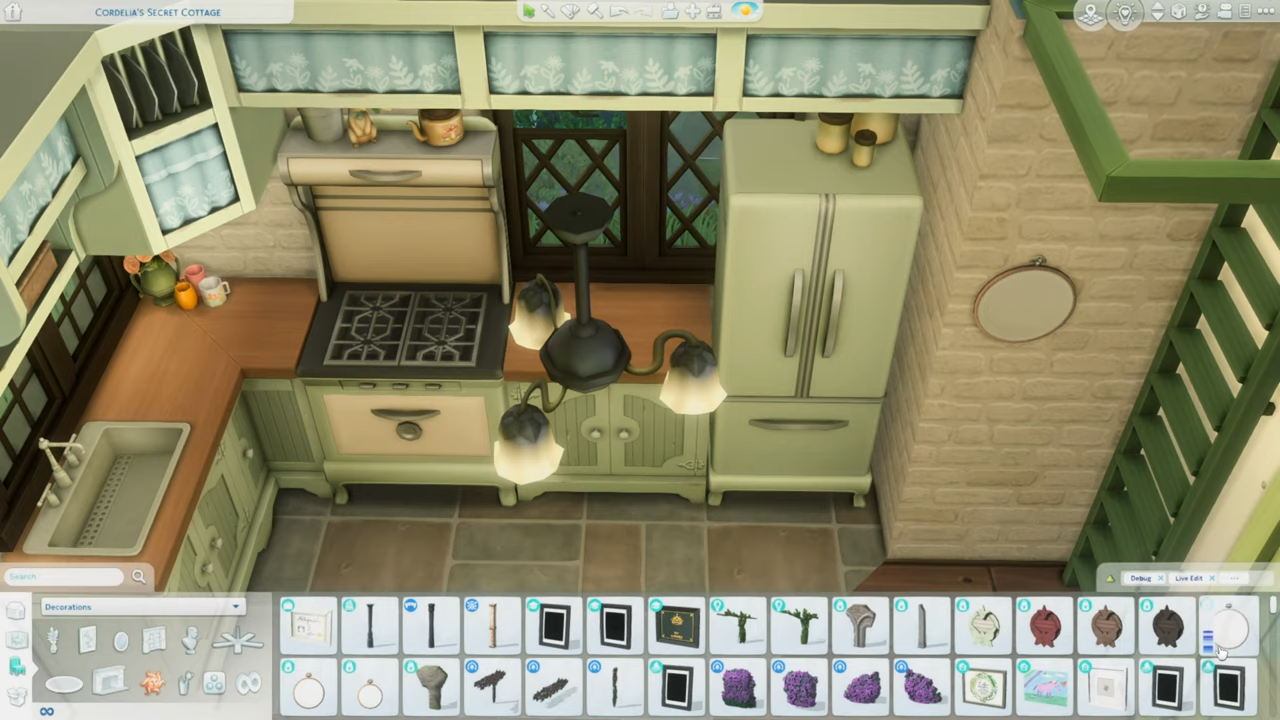 CORDELIA'S SECRET COTTAGE
Search
Debug
Live Edit
Decorations